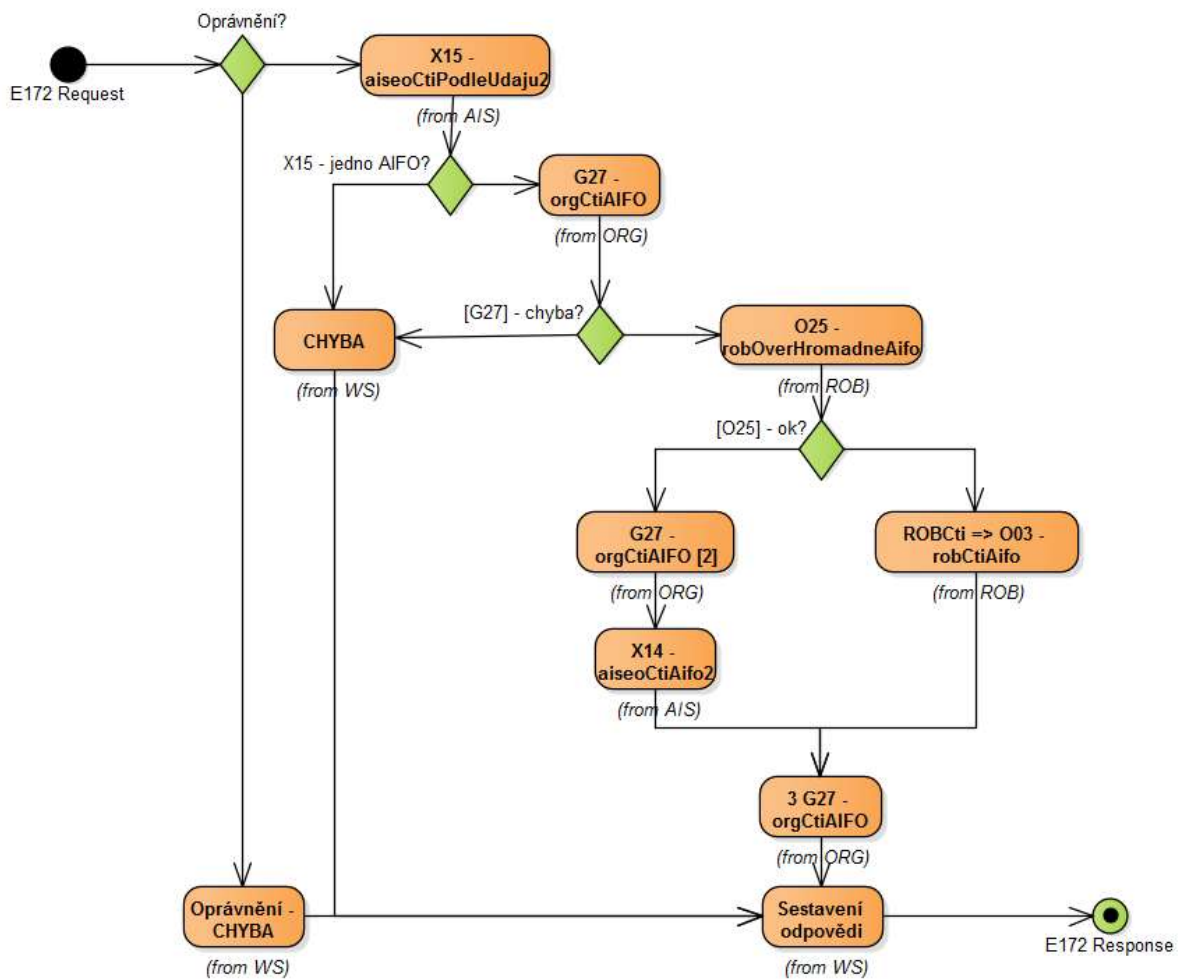 Oprávnění?
E172 Request
X15 -
aiseoCtiPodleUdaju2
(from AIS)
X15 - jedno AIFO?
G27 -
orgCtiAIFO
(from ORG)
[G27] - chyba?
CHYBA
(from WS)
O25 -
robOverHromadneAifo
(from ROB)
[O25] - ok?
G27 -
orgCtiAIFO [2]
(from ORG)
ROBCti => O03 -
robCtiAifo
(from ROB)
X14 -
aiseoCtiAifo2
(from AIS)
3 G27 -
orgCtiAIFO
(from ORG)
Oprávnění -
CHYBA
(from WS)
Sestavení
odpovědi
(from WS)
E172 Response